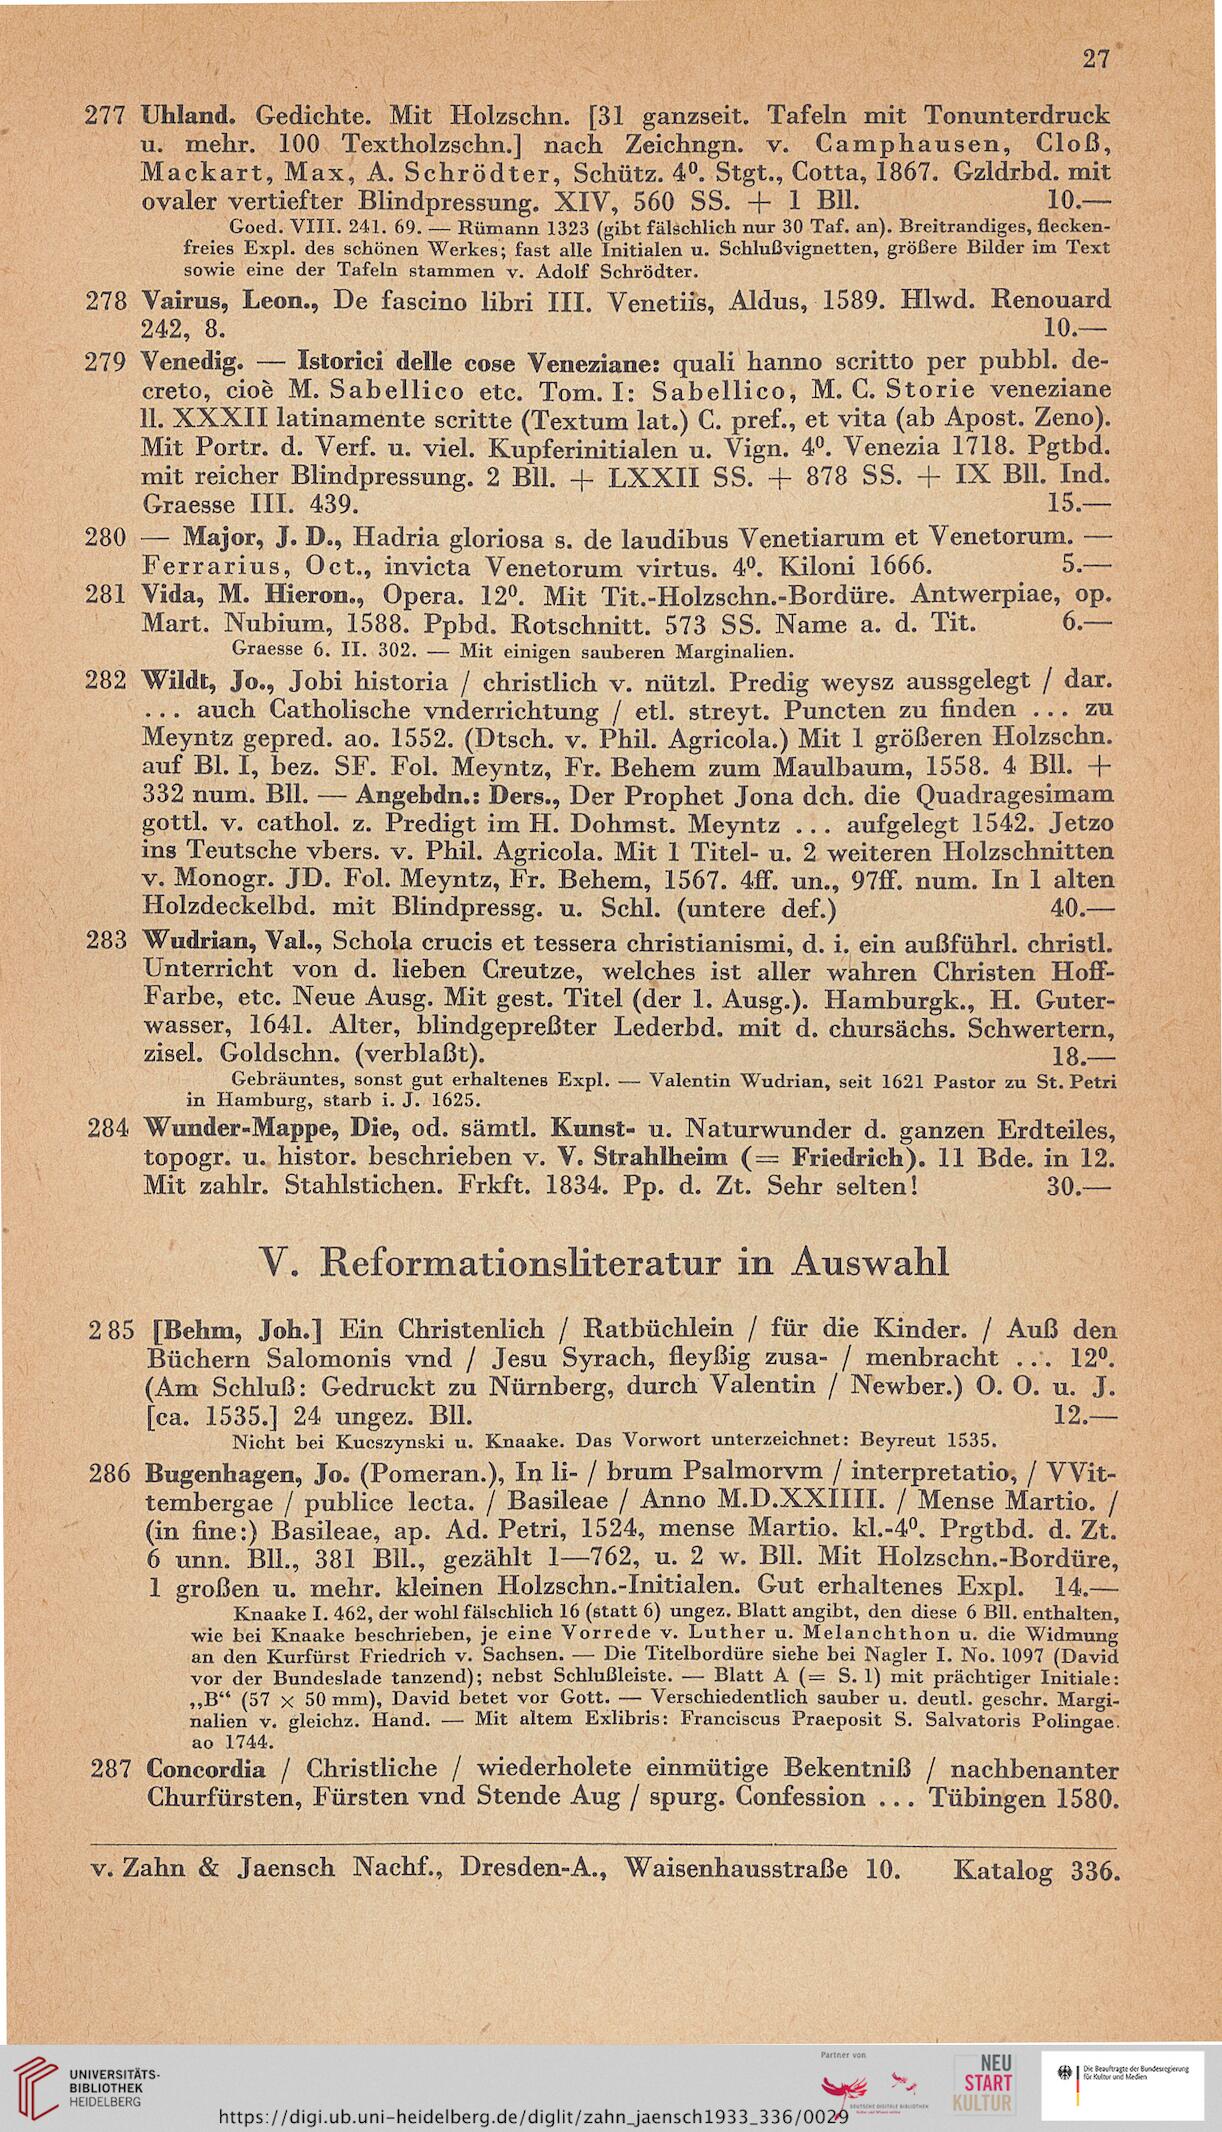 27
277 Uhland. Gedichte. Mit Holzschn. [31 ganzseit. Tafeln mit Tonunterdruck
u. mehr. 100 Textholzschn.] nach Zeichngn. v. Camphausen, Cloß,
Mackart, Max, A. Schrödter, Schütz. 4⁰. Stgt., Cotta, 1867. Gzldrbd. mit
ovaler vertiefter Blindpressung. XIV, 560 SS. + 1 Bll. 10.—
Goed. VIII. 241. 69. — Rümann 1323 (gibt fälschlich nur 30 Taf. an). Breitrandiges, flecken-
freies Expl. des schönen Werkes; fast alle Initialen u. Schlußvignetten, größere Bilder im Text
sowie eine der Tafeln stammen v. Adolf Schrödter.
278 Vairus, Leon., De fascino libri III. Venetiis, Aldus, 1589. Hlwd. Renouard
242, 8. 10.—
279 Venedig. — Istorici delle cose Veneziane: quali hanno scritto per pubbl. de-
creto, cioè M. Sabellico etc. Tom. I: Sabellico, M. C. Storie veneziane
ll. XXXII latinamente scritte (Textum lat.) C. pref., et vita (ab Apost. Zeno).
Mit Portr. d. Verf. u. viel. Kupferinitialen u. Vign. 4⁰. Venezia 1718. Pgtbd.
mit reicher Blindpressung. 2 Bll. + LXXII SS. + 878 SS. + IX Bll. Ind.
Graesse III. 439. 15.—
280 — Major, J. D., Hadria gloriosa s. de laudibus Venetiarum et Venetorum. —
Ferrarius, Oct., invicta Venetorum virtus. 4⁰. Kiloni 1666. 5.—
281 Vida, M. Hieron., Opera. 12⁰. Mit Tit.-Holzschn.-Bordüre. Antwerpiae, op.
Mart. Nubium, 1588. Ppbd. Rotschnitt. 573 SS. Name a. d. Tit. 6.—
Graesse 6. II. 302. — Mit einigen sauberen Marginalien.
282 Wildt, Jo., Jobi historia / christlich v. nützl. Predig weysz aussgelegt / dar.
... auch Catholische vnderrichtung / etl. streyt. Puncten zu finden ... zu
Meyntz gepred. ao. 1552. (Dtsch. v. Phil. Agricola.) Mit 1 größeren Holzschn.
auf Bl. I, bez. SF. Fol. Meyntz, Fr. Behem zum Maulbaum, 1558. 4 Bll. +
332 num. Bll. — Angebdn.: Ders., Der Prophet Jona dch. die Quadragesimam
gottl. v. cathol. z. Predigt im H. Dohmst. Meyntz ... aufgelegt 1542. Jetzo
ins Teutsche vbers. v. Phil. Agricola. Mit 1 Titel- u. 2 weiteren Holzschnitten
v. Monogr. JD. Fol. Meyntz, Fr. Behem, 1567. 4ff. un., 97ff. num. In 1 alten
Holzdeckelbd. mit Blindpressg. u. Schl. (untere def.) 40.—
283 Wudrian, Val., Schola crucis et tessera christianismi, d. i. ein außführl. christl.
Unterricht von d. lieben Creutze, welches ist aller wahren Christen Hoff-
Farbe, etc. Neue Ausg. Mit gest. Titel (der 1. Ausg.). Hamburgk., H. Guter-
wasser, 1641. Alter, blindgepreßter Lederbd. mit d. chursächs. Schwertern,
zisel. Goldschn. (verblaßt). 18.—
Gebräuntes, sonst gut erhaltenes Expl. — Valentin Wudrian, seit 1621 Pastor zu St. Petri
in Hamburg, starb i. J. 1625.
284 Wunder-Mappe, Die, od. sämtl. Kunst- u. Naturwunder d. ganzen Erdteiles,
topogr. u. histor. beschrieben v. V. Strahlheim (= Friedrich). 11 Bde. in 12.
Mit zahlr. Stahlstichen. Frkft. 1834. Pp. d. Zt. Sehr selten! 30.—
V. Reformationsliteratur in Auswahl
285 [Behm, Joh.] Ein Christenlich / Ratbüchlein / für die Kinder. / Auß den
Büchern Salomonis vnd / Jesu Syrach, fleyßig zusa- / menbracht ... 12⁰.
(Am Schluß: Gedruckt zu Nürnberg, durch Valentin / Newber.) O. O. u. J.
[ca. 1535.] 24 ungez. Bll. 12.—
Nicht bei Kucszynski u. Knaake. Das Vorwort unterzeichnet: Beyreut 1535.
286 Bugenhagen, Jo. (Pomeran.), In li- / brum Psalmorvm / interpretatio, / VVit-
tembergae / publice lecta. / Basileae / Anno M.D.XXIIII. / Mense Martio. /
(in fine:) Basileae, ap. Ad. Petri, 1524, mense Martio. kl.-4⁰. Prgtbd. d. Zt.
6 unn. Bll., 381 Bll., gezählt 1—762, u. 2 w. Bll. Mit Holzschn.-Bordüre,
1 großen u. mehr. kleinen Holzschn.-Initialen. Gut erhaltenes Expl. 14.—
Knaake I. 462, der wohl fälschlich 16 (statt 6) ungez. Blatt angibt, den diese 6 Bll. enthalten,
wie bei Knaake beschrieben, je eine Vorrede v. Luther u. Melanchthon u. die Widmung
an den Kurfürst Friedrich v. Sachsen. — Die Titelbordüre siehe bei Nagler I. No. 1097 (David
vor der Bundeslade tanzend); nebst Schlußleiste. — Blatt A (= S. 1) mit prächtiger Initiale:
„B“ (57 × 50 mm), David betet vor Gott. — Verschiedentlich sauber u. deutl. geschr. Margi-
nalien v. gleichz. Hand. — Mit altem Exlibris: Franciscus Praeposit S. Salvatoris Polingae.
ao 1744.
287 Concordia / Christliche / wiederholete einmütige Bekentniß / nachbenanter
Churfürsten, Fürsten vnd Stende Aug / spurg. Confession ... Tübingen 1580.
v. Zahn & Jaensch Nachf., Dresden-A., Waisenhausstraße 10. Katalog 336.
UNIVERSITÄTS-
BIBLIOTHEK
HEIDELBERG
https://digi.ub.uni-heidelberg.de/diglit/zahn_jaensch1933_336/0029
Partner von
DEUTSCHE DIGITALE BIBLIOTHEK
NEU
START
KULTUR
Die Beauftragte der Bundesregierung
für Kultur und Medien